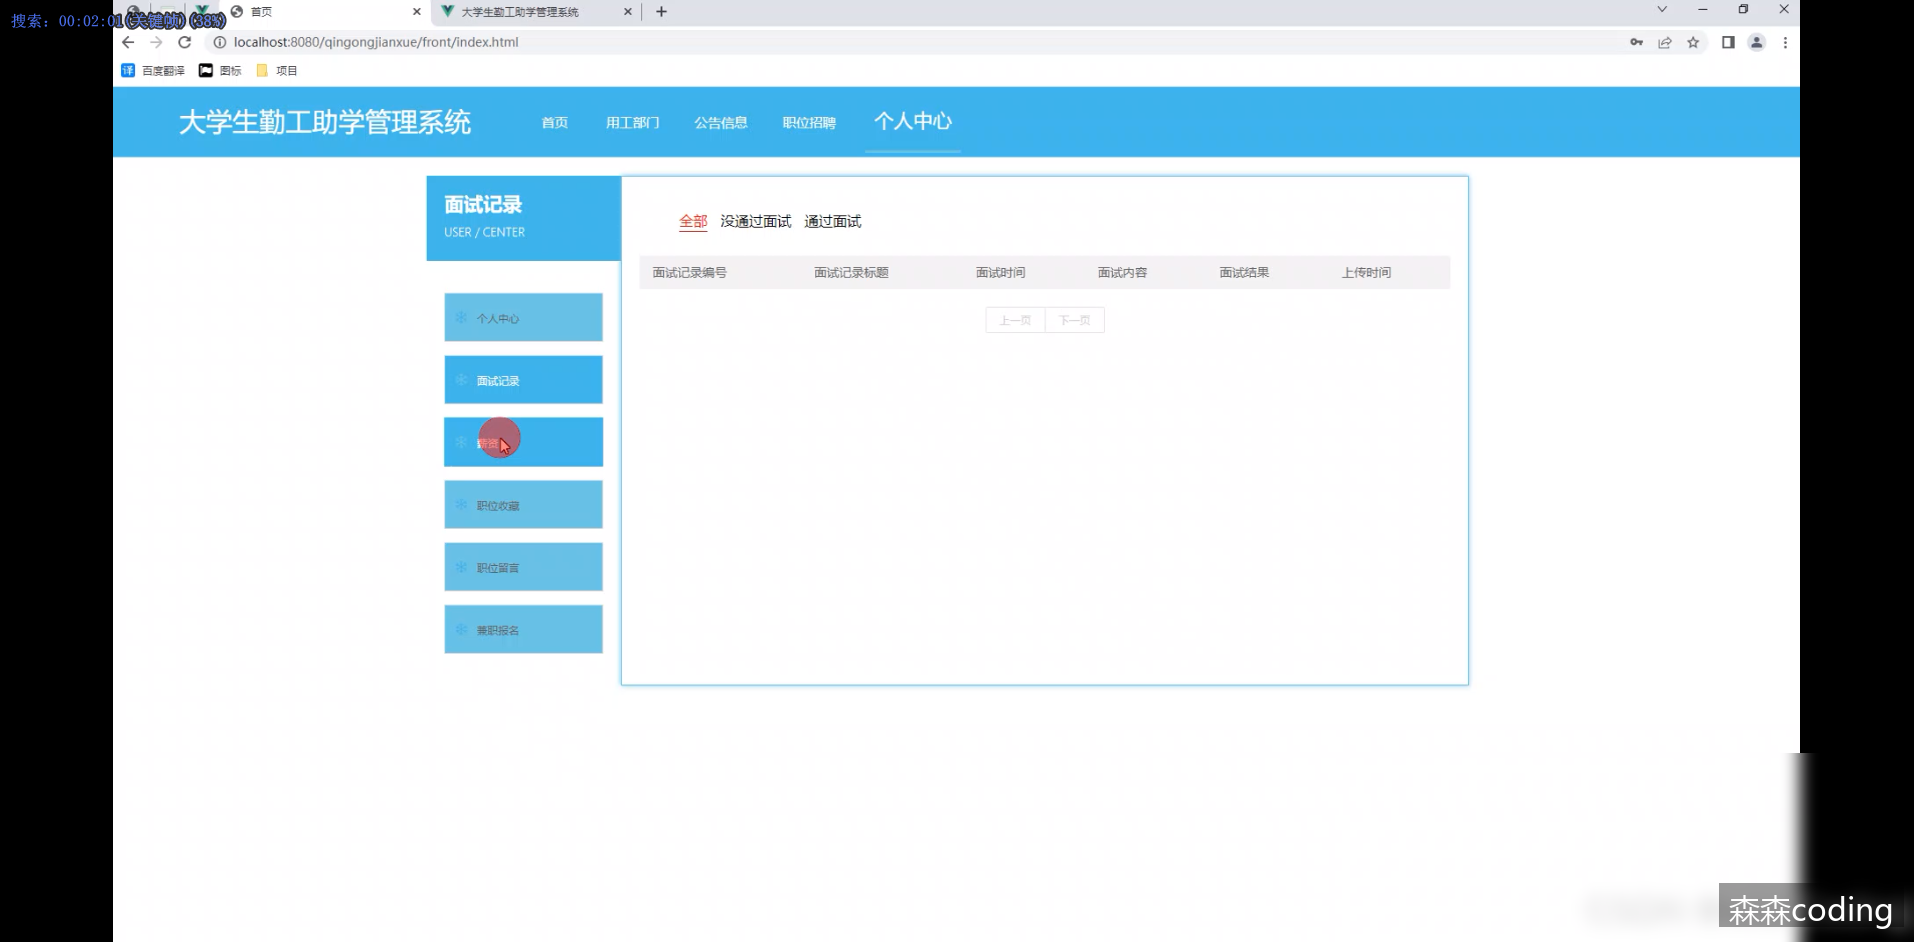 搜索: 00:02:01(关键帧)(38%)
首页
大学生勤工助学管理系统
localhost:8080/qingongjianxue/front/index.html
译 百度翻译 图标 项目
大学生勤工助学管理系统 首页 用工部门 公告信息 职位招聘 个人中心
面试记录
USER / CENTER
全部 没通过面试 通过面试
面试记录编号 面试记录标题 面试时间 面试内容 面试结果 上传时间
上一页 下一页
个人中心
面试记录
薪资
职位收藏
职位留言
兼职报名
森森coding